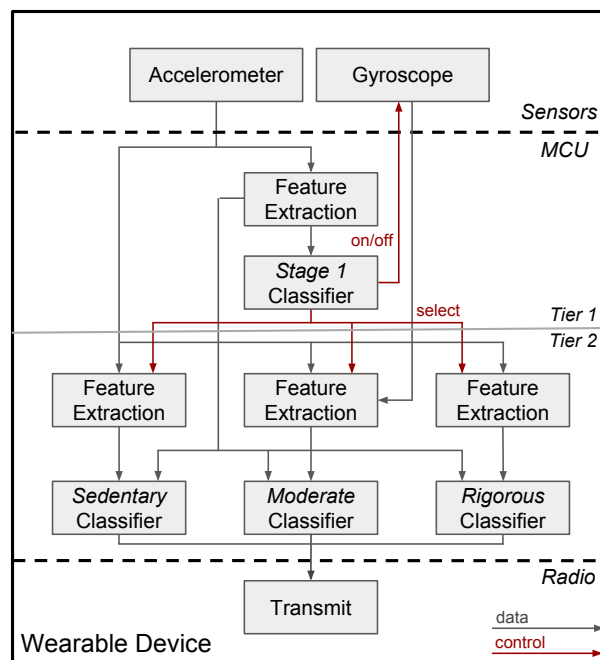 Accelerometer
Gyroscope
Sensors
MCU
Feature
Extraction
on/off
Stage 1
Classifier
select
Tier 1
Tier 2
Feature
Extraction
Feature
Extraction
Feature
Extraction
Sedentary
Classifier
Moderate
Classifier
Rigorous
Classifier
Radio
Transmit
data
control
Wearable Device